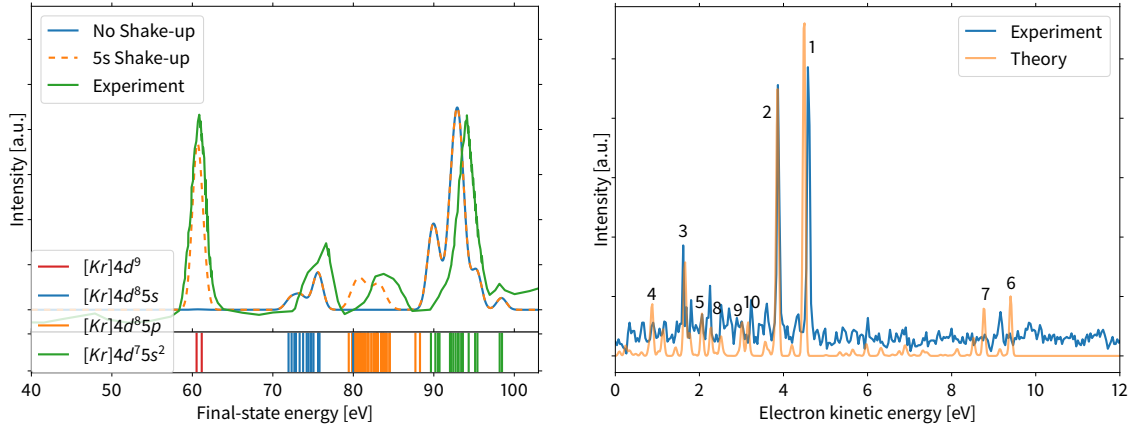 No Shake-up
5s Shake-up
Experiment
Intensity [a.u.]
[Kr]4d⁹
[Kr]4d⁸5s
[Kr]4d⁸5p
[Kr]4d⁷5s²
40 50 60 70 80 90 100
Final-state energy [eV]
Experiment
Theory
Intensity [a.u.]
1
2
3
4
5
8
9
10
7
6
0 2 4 6 8 10 12
Electron kinetic energy [eV]